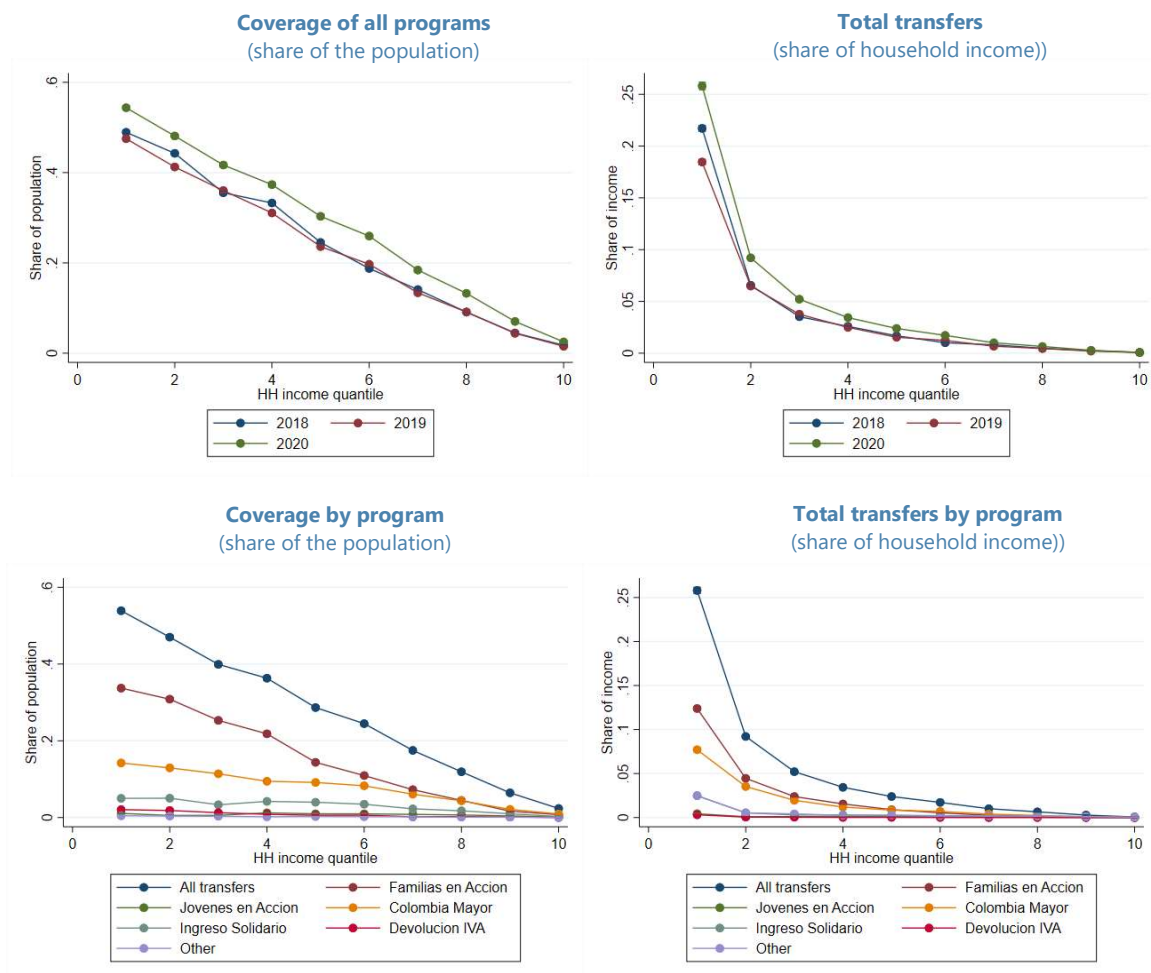 Coverage of all programs
(share of the population)
Share of population
.6
.4
.2
0
0 2 4 6 8 10
HH income quantile
2018 2019
2020
Total transfers
(share of household income))
Share of income
.25
.2
.15
.1
.05
0
0 2 4 6 8 10
HH income quantile
2018 2019
2020
Coverage by program
(share of the population)
Share of population
.6
.4
.2
0
0 2 4 6 8 10
HH income quantile
All transfers Familias en Accion
Jovenes en Accion Colombia Mayor
Ingreso Solidario Devolucion IVA
Other
Total transfers by program
(share of household income))
Share of income
.25
.2
.15
.1
.05
0
0 2 4 6 8 10
HH income quantile
All transfers Familias en Accion
Jovenes en Accion Colombia Mayor
Ingreso Solidario Devolucion IVA
Other